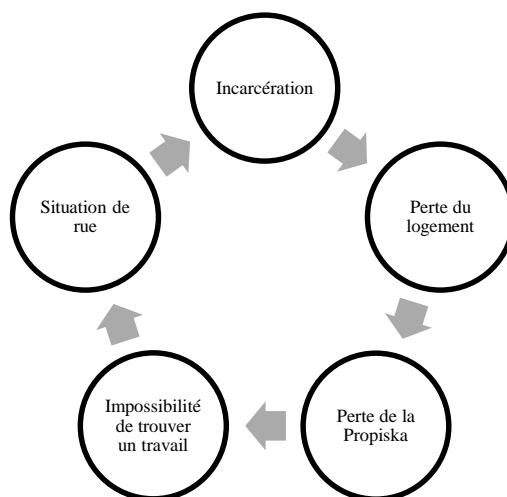 Incarcération
Perte du
logement
Perte de la
Propiska
Impossibilité
de trouver
un travail
Situation de
rue